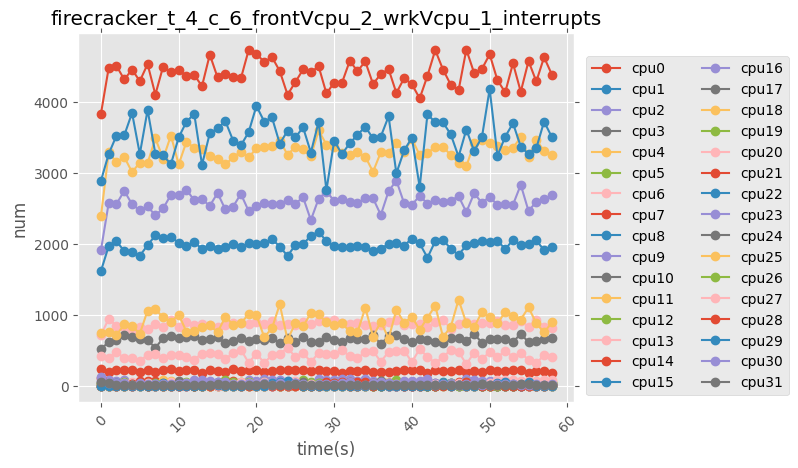 firecracker_t_4_c_6_frontVcpu_2_wrkVcpu_1_interrupts
num
4000
3000
2000
1000
0
0
10
20
30
40
50
60
time(s)
cpu0
cpu1
cpu2
cpu3
cpu4
cpu5
cpu6
cpu7
cpu8
cpu9
cpu10
cpu11
cpu12
cpu13
cpu14
cpu15
cpu16
cpu17
cpu18
cpu19
cpu20
cpu21
cpu22
cpu23
cpu24
cpu25
cpu26
cpu27
cpu28
cpu29
cpu30
cpu31